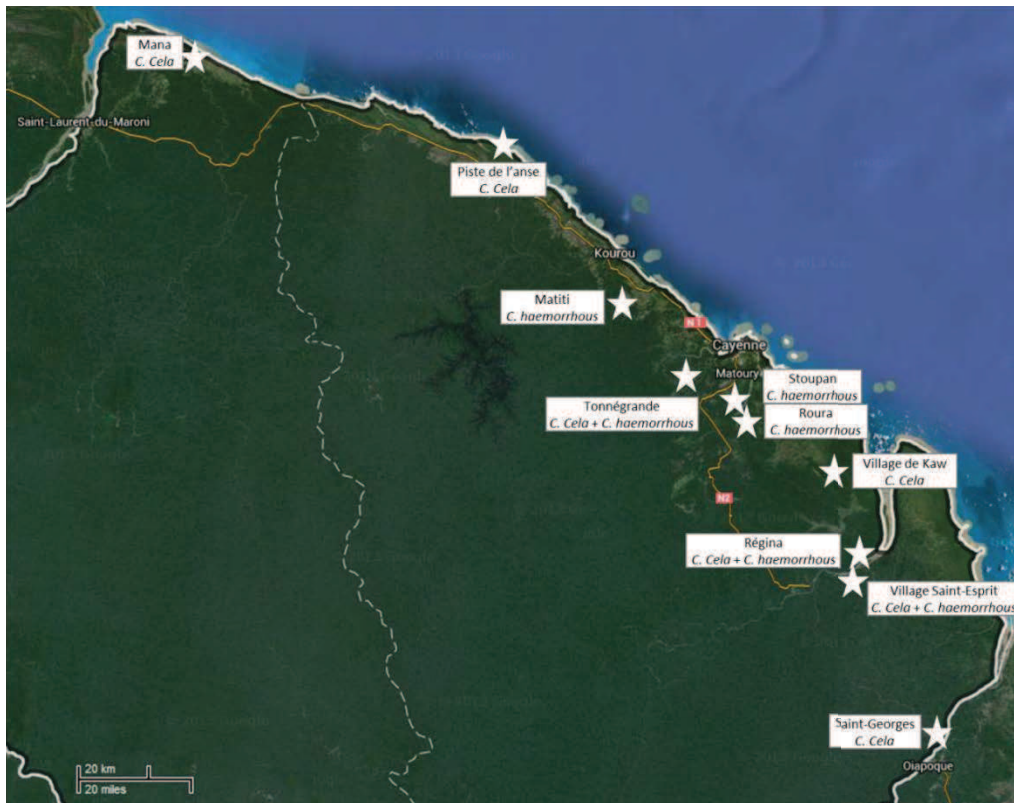 Mana
C. Cela
Saint-Laurent-du-Maroni
Piste de l'anse
C. Cela
Kourou
Matiti
C. haemorrhous
N1
Cayenne
Matoury
Stoupan
C. haemorrhous
Tonnégrande
C. Cela + C. haemorrhous
Roura
C. haemorrhous
Village de Kaw
C. Cela
N2
Régina
C. Cela + C. haemorrhous
Village Saint-Esprit
C. Cela + C. haemorrhous
Saint-Georges
C. Cela
Oiapoque
20 km
20 miles